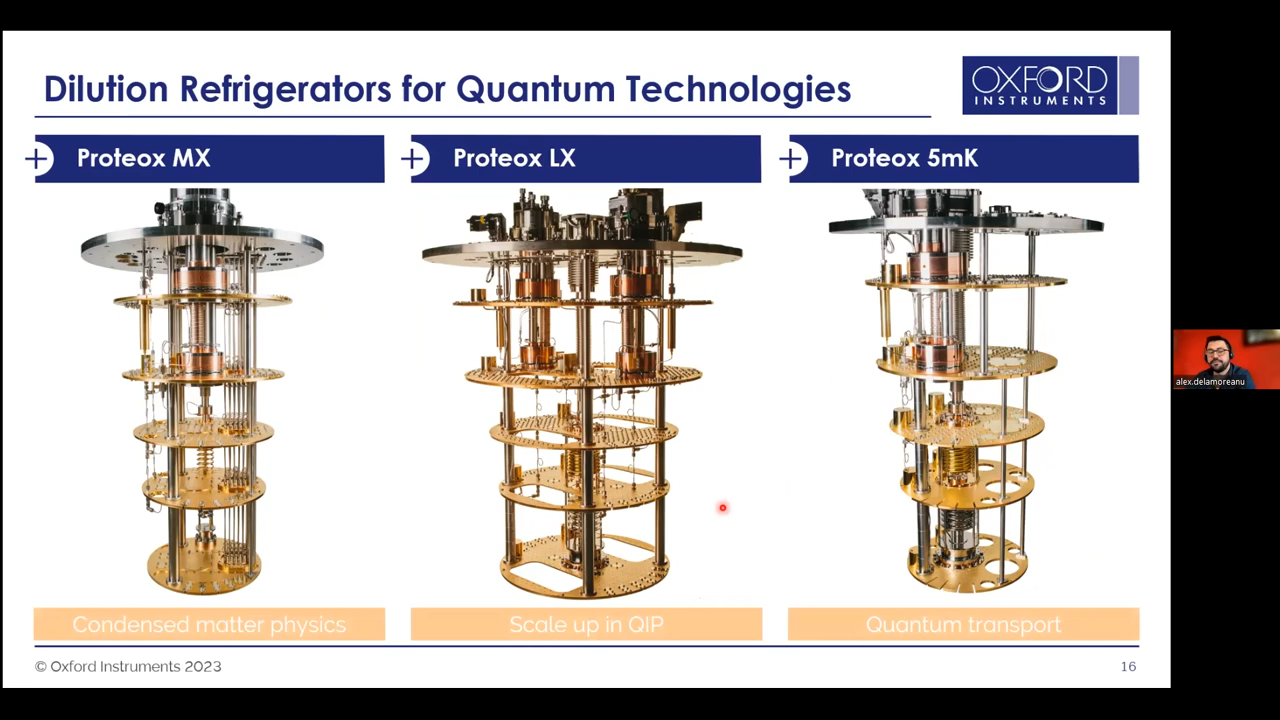 Dilution Refrigerators for Quantum Technologies
OXFORD
INSTRUMENTS
Proteox MX
Proteox LX
Proteox 5mK
alex.delamoreanu
Condensed matter physics
Scale up in QIP
Quantum transport
© Oxford Instruments 2023
16